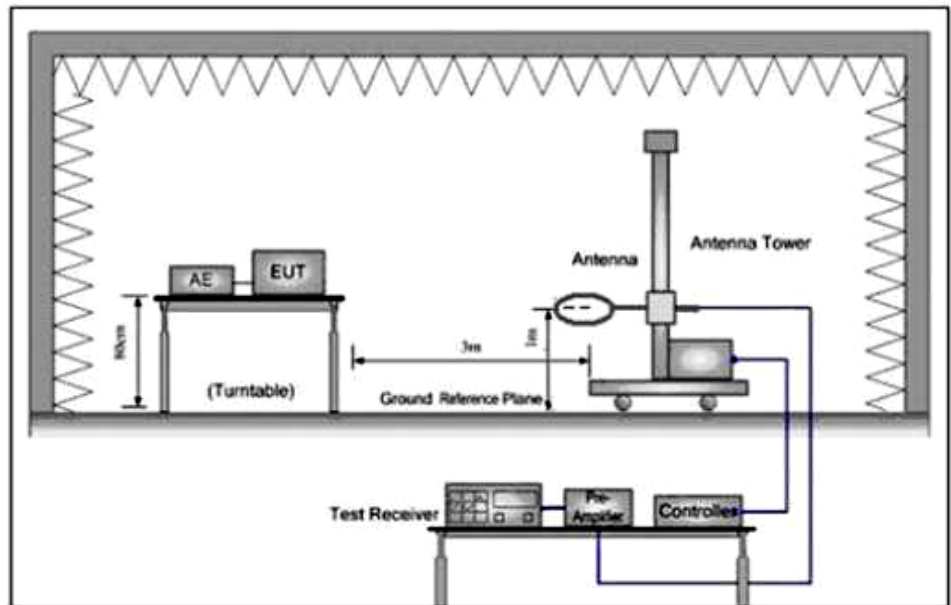 Antenna Tower
Antenna
AE
EUT
80cm
3m
1m
(Turntable)
Ground Reference Plane
Test Receiver
Pre-
Amplifier
Controller